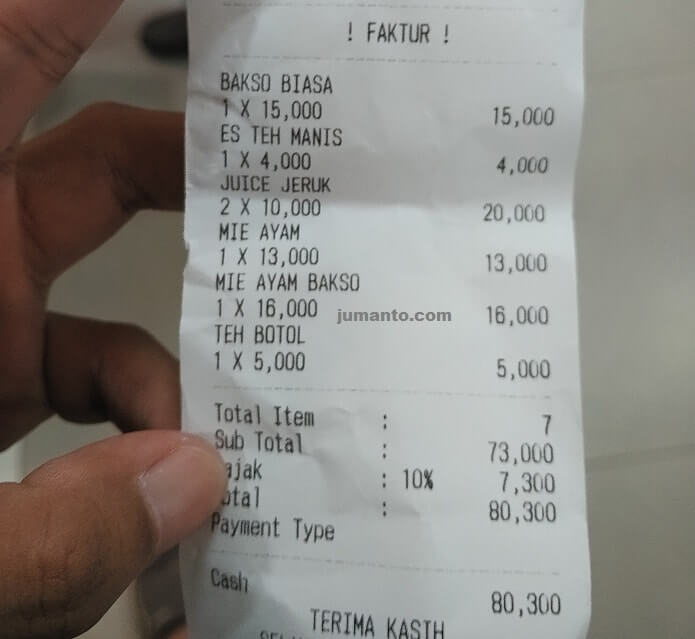 ! FAKTUR !
BAKSO BIASA
1 X 15,000 15,000
ES TEH MANIS
1 X 4,000 4,000
JUICE JERUK
2 X 10,000 20,000
MIE AYAM
1 X 13,000 13,000
MIE AYAM BAKSO
1 X 16,000 jumanto.com 16,000
TEH BOTOL
1 X 5,000 5,000
Total Item : 7
Sub Total : 73,000
ajak : 10% 7,300
otal : 80,300
Payment Type
Cash 80,300
TERIMA KASIH